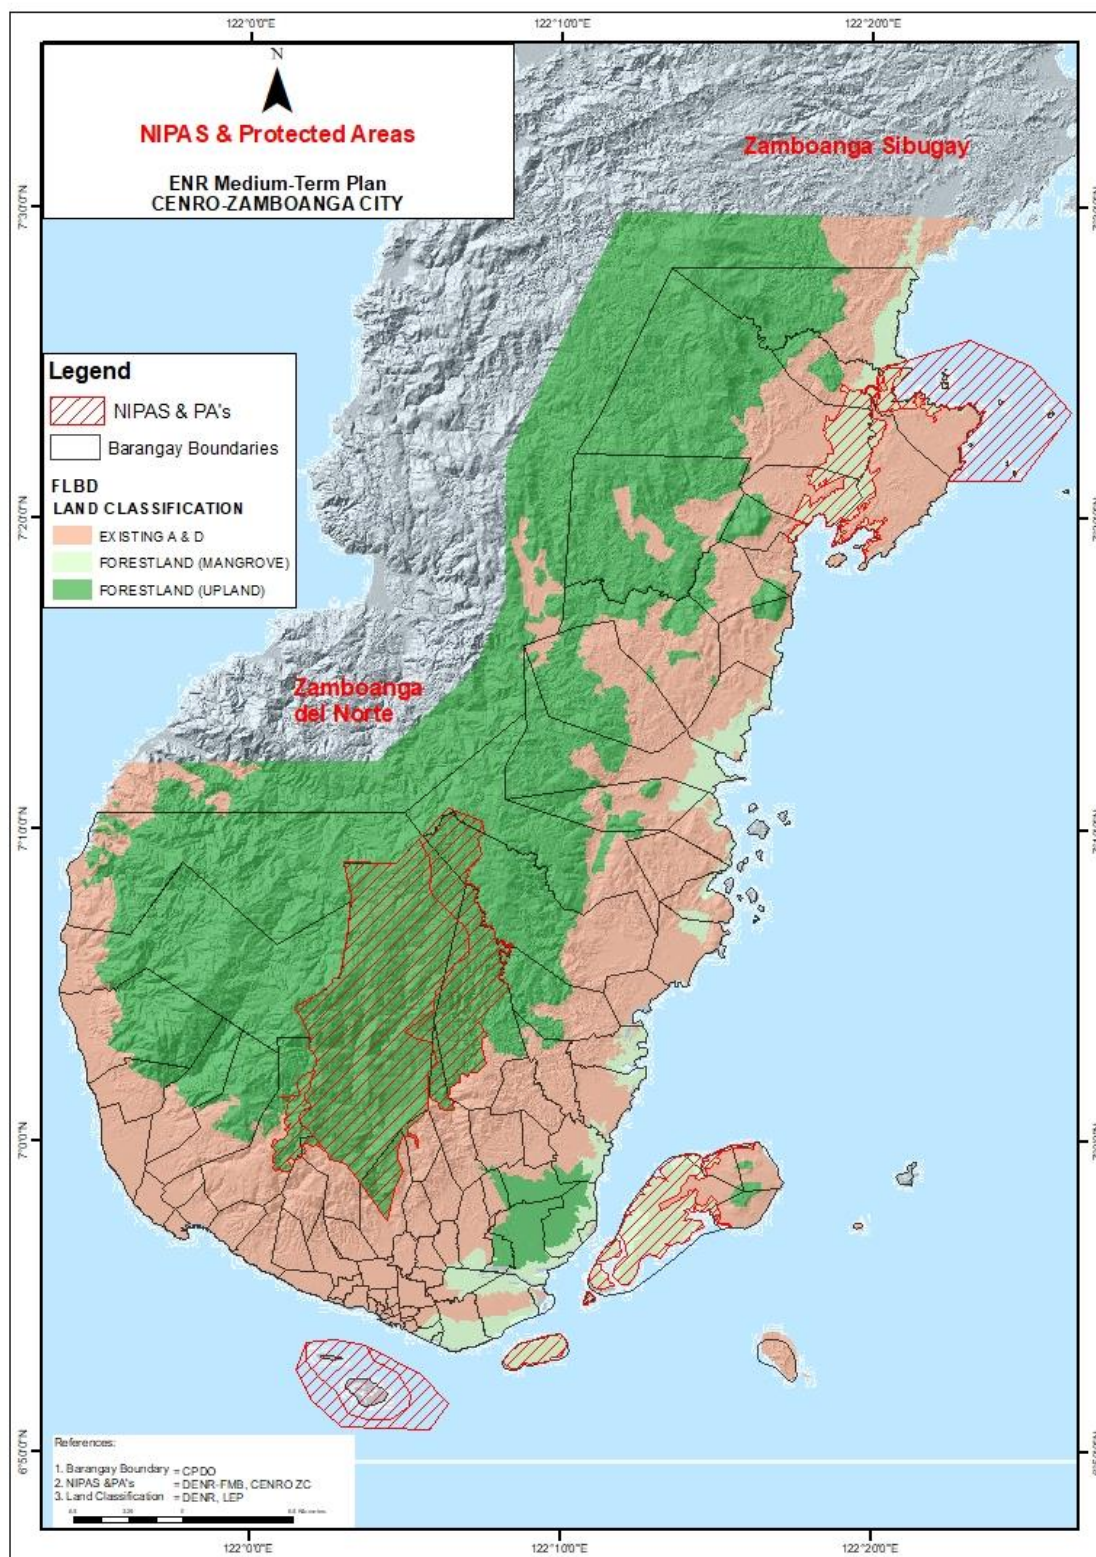 122°0'0"E
122°10'0"E
122°20'0"E
N
NIPAS & Protected Areas
ENR Medium-Term Plan
CENRO-ZAMBOANGA CITY
Zamboanga Sibugay
7°30'0"N
Legend
NIPAS & PA's
Barangay Boundaries
FLBD
LAND CLASSIFICATION
EXISTING A & D
FORESTLAND (MANGROVE)
FORESTLAND (UPLAND)
7°20'0"N
Zamboanga
del Norte
7°10'0"N
7°0'0"N
6°50'0"N
References:
1. Barangay Boundary = CPDO
2. NIPAS &PA's = DENR-FMB, CENRO ZC
3. Land Classification = DENR, LEP
122°0'0"E
122°10'0"E
122°20'0"E